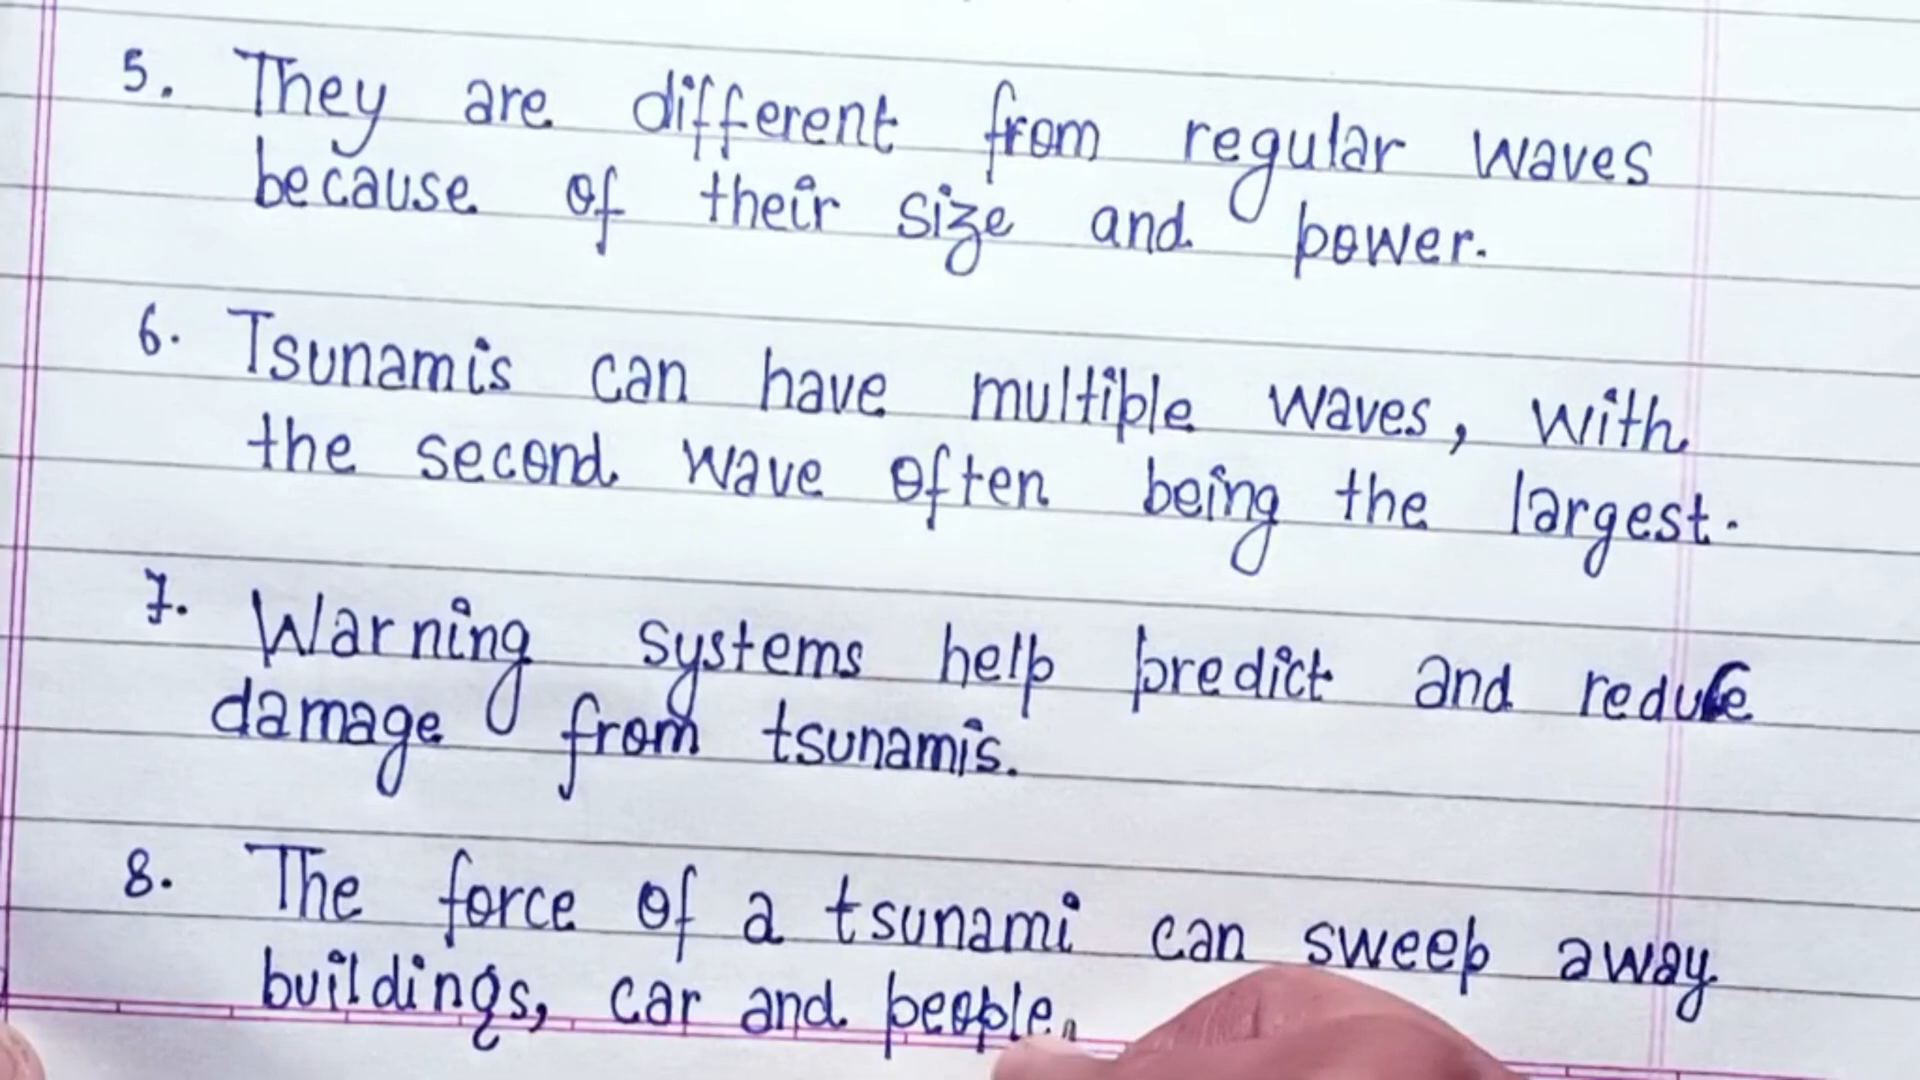 5. They are different from regular waves
because of their size and power.
6. Tsunamis can have multiple waves, with
the second wave often being the largest.
7. Warning systems help predict and reduce
damage from tsunamis.
8. The force of a tsunami can sweep away
buildings, car and people.